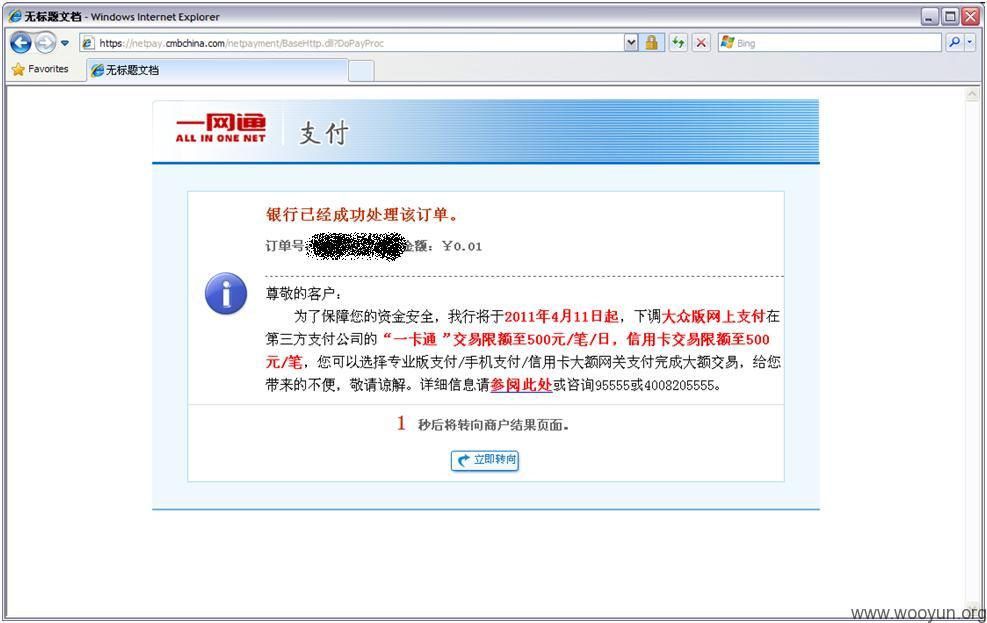 无标题文档 - Windows Internet Explorer
https://netpay.cmbchina.com/netpayment/BaseHttp.dll?DoPayProc
Bing
Favorites
无标题文档
一网通
ALL IN ONE NET
支付
银行已经成功处理该订单。
订单号 金额：￥0.01
尊敬的客户：
为了保障您的资金安全，我行将于2011年4月11日起，下调大众版网上支付在
第三方支付公司的“一卡通”交易限额至500元/笔/日，信用卡交易限额至500
元/笔，您可以选择专业版支付/手机支付/信用卡大额网关支付完成大额交易，给您
带来的不便，敬请谅解。详细信息请参阅此处或咨询95555或4008205555。
1 秒后将转向商户结果页面。
立即转向
www.wooyun.org